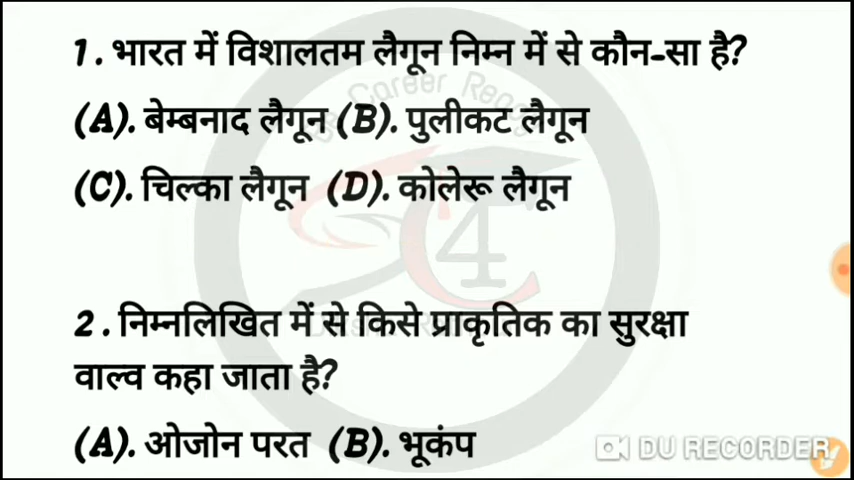 1. भारत में विशालतम लैगून निम्न में से कौन-सा है?
(A). बेम्बनाद लैगून (B). पुलीकट लैगून
(C). चिल्का लैगून (D). कोलेरू लैगून
2. निम्नलिखित में से किसे प्राकृतिक का सुरक्षा
वाल्व कहा जाता है?
(A). ओजोन परत (B). भूकंप
DU RECORDER